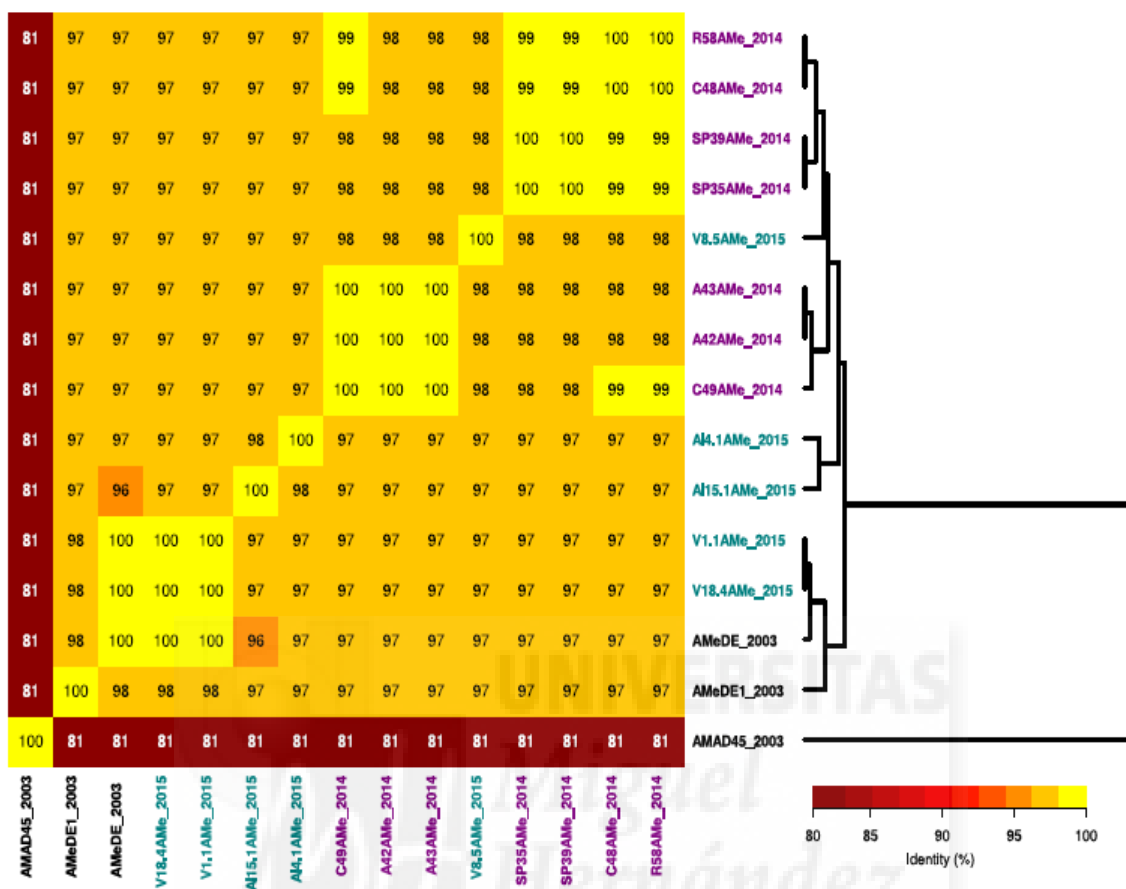 81 97 97 97 97 97 97 99 98 98 98 99 99 100 100 R58AMe_2014
81 97 97 97 97 97 97 99 98 98 98 99 99 100 100 C48AMe_2014
81 97 97 97 97 97 97 98 98 98 98 100 100 99 99 SP39AMe_2014
81 97 97 97 97 97 97 98 98 98 98 100 100 99 99 SP35AMe_2014
81 97 97 97 97 97 97 98 98 98 100 98 98 98 98 V8.5AMe_2015
81 97 97 97 97 97 97 100 100 100 98 98 98 98 98 A43AMe_2014
81 97 97 97 97 97 97 100 100 100 98 98 98 98 98 A42AMe_2014
81 97 97 97 97 97 97 100 100 100 98 98 98 99 99 C49AMe_2014
81 97 97 97 97 98 100 97 97 97 97 97 97 97 97 Al4.1AMe_2015
81 97 96 97 97 100 98 97 97 97 97 97 97 97 97 Al15.1AMe_2015
81 98 100 100 100 97 97 97 97 97 97 97 97 97 97 V1.1AMe_2015
81 98 100 100 100 97 97 97 97 97 97 97 97 97 97 V18.4AMe_2015
81 98 100 100 100 96 97 97 97 97 97 97 97 97 97 AMeDE_2003
81 100 98 98 98 97 97 97 97 97 97 97 97 97 97 AMeDE1_2003
100 81 81 81 81 81 81 81 81 81 81 81 81 81 81 AMAD45_2003
AMAD45_2003
AMeDE1_2003
AMeDE_2003
V18.4AMe_2015
V1.1AMe_2015
Al15.1AMe_2015
Al4.1AMe_2015
C49AMe_2014
A42AMe_2014
A43AMe_2014
V8.5AMe_2015
SP35AMe_2014
SP39AMe_2014
C48AMe_2014
R58AMe_2014
80 85 90 95 100
Identity (%)
UNIVERSITAS
Miguel
Hernández